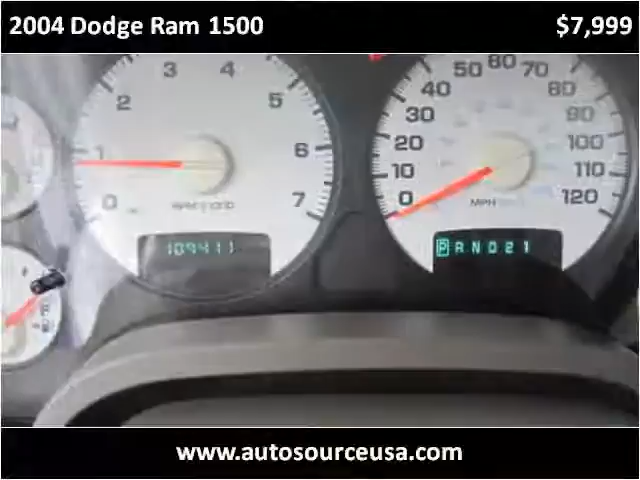 2004 Dodge Ram 1500 $7,999
3 4
2 5
1 6
0 7
50 60 70
40 80
30 90
20 100
10 110
0 MPH 120
109411
P R N D 2 1
F
www.autosourceusa.com